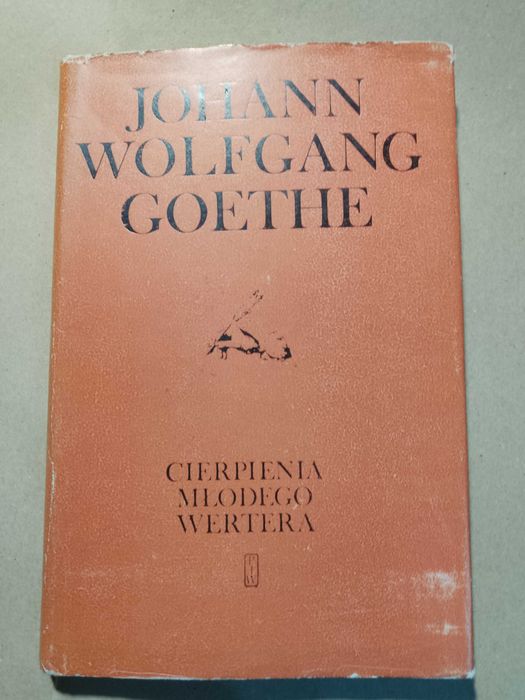 JOHANN
WOLFGANG
GOETHE
CIERPIENIA
MŁODEGO
WERTERA